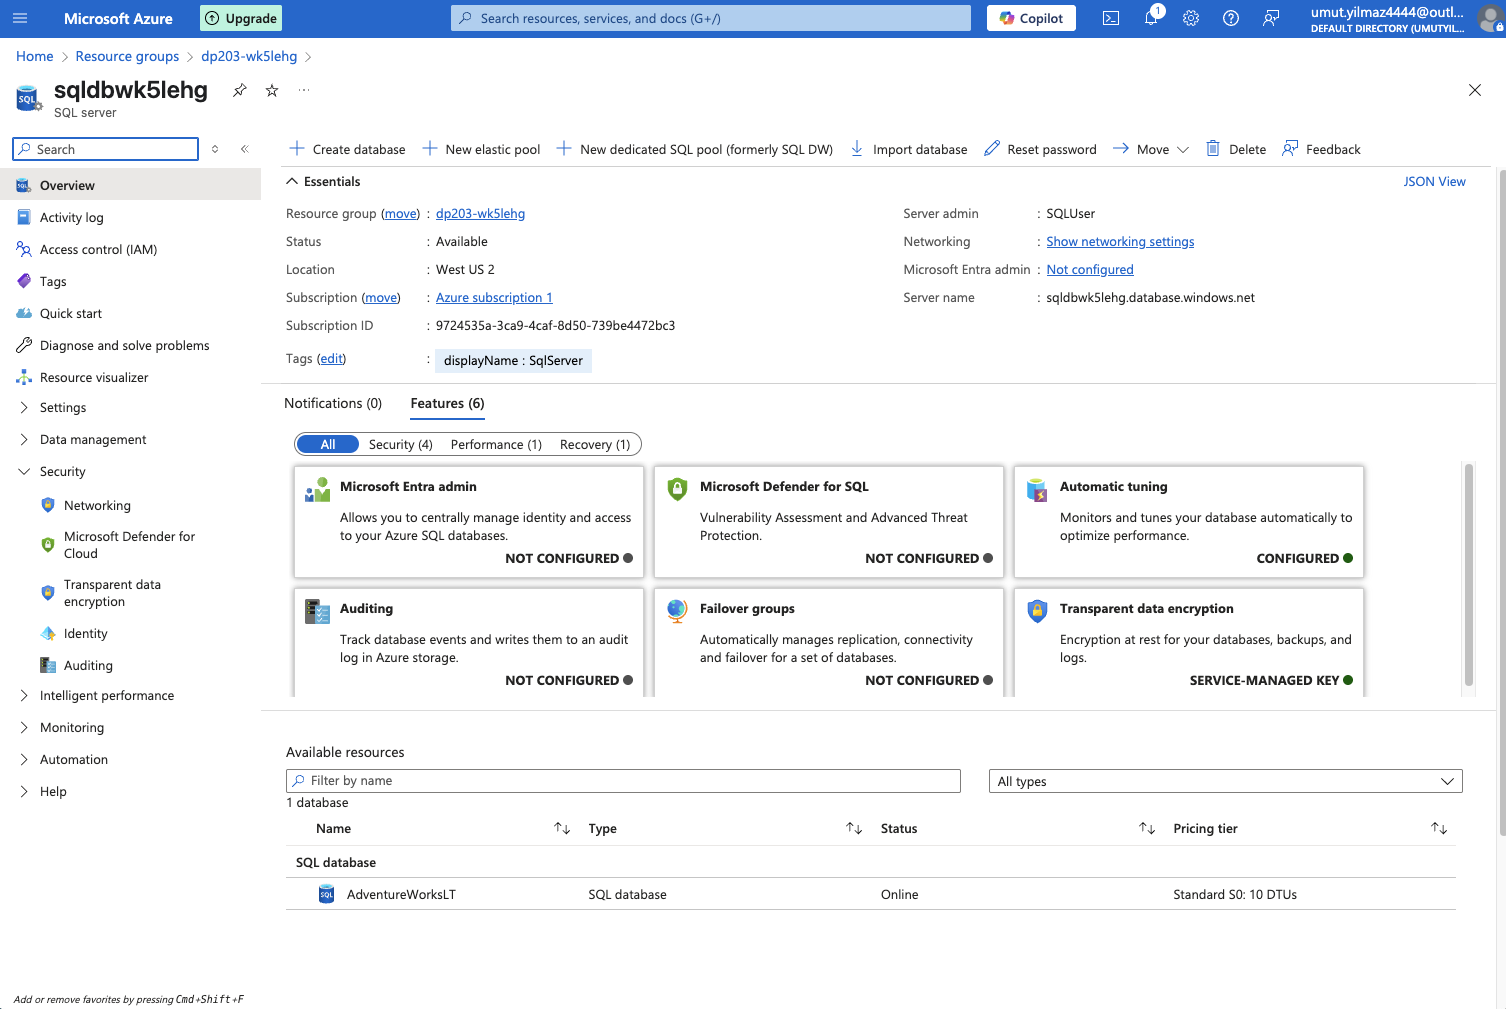 Microsoft Azure
Upgrade
Search resources, services, and docs (G+/)
Copilot
1
umut.yilmaz4444@outl...
DEFAULT DIRECTORY (UMUTYIL...
Home > Resource groups > dp203-wk5lehg >
sqldbwk5lehg
SQL server
Search
Overview
Activity log
Access control (IAM)
Tags
Quick start
Diagnose and solve problems
Resource visualizer
Settings
Data management
Security
Networking
Microsoft Defender for
Cloud
Transparent data
encryption
Identity
Auditing
Intelligent performance
Monitoring
Automation
Help
Add or remove favorites by pressing Cmd+Shift+F
Create database
New elastic pool
New dedicated SQL pool (formerly SQL DW)
Import database
Reset password
Move
Delete
Feedback
Essentials
JSON View
Resource group (move) : dp203-wk5lehg
Status : Available
Location : West US 2
Subscription (move) : Azure subscription 1
Subscription ID : 9724535a-3ca9-4caf-8d50-739be4472bc3
Tags (edit) : displayName : SqlServer
Server admin : SQLUser
Networking : Show networking settings
Microsoft Entra admin : Not configured
Server name : sqldbwk5lehg.database.windows.net
Notifications (0)
Features (6)
All
Security (4)
Performance (1)
Recovery (1)
Microsoft Entra admin
Allows you to centrally manage identity and access
to your Azure SQL databases.
NOT CONFIGURED
Microsoft Defender for SQL
Vulnerability Assessment and Advanced Threat
Protection.
NOT CONFIGURED
Automatic tuning
Monitors and tunes your database automatically to
optimize performance.
CONFIGURED
Auditing
Track database events and writes them to an audit
log in Azure storage.
NOT CONFIGURED
Failover groups
Automatically manages replication, connectivity
and failover for a set of databases.
NOT CONFIGURED
Transparent data encryption
Encryption at rest for your databases, backups, and
logs.
SERVICE-MANAGED KEY
Available resources
Filter by name
All types
1 database
Name
Type
Status
Pricing tier
SQL database
AdventureWorksLT
SQL database
Online
Standard S0: 10 DTUs